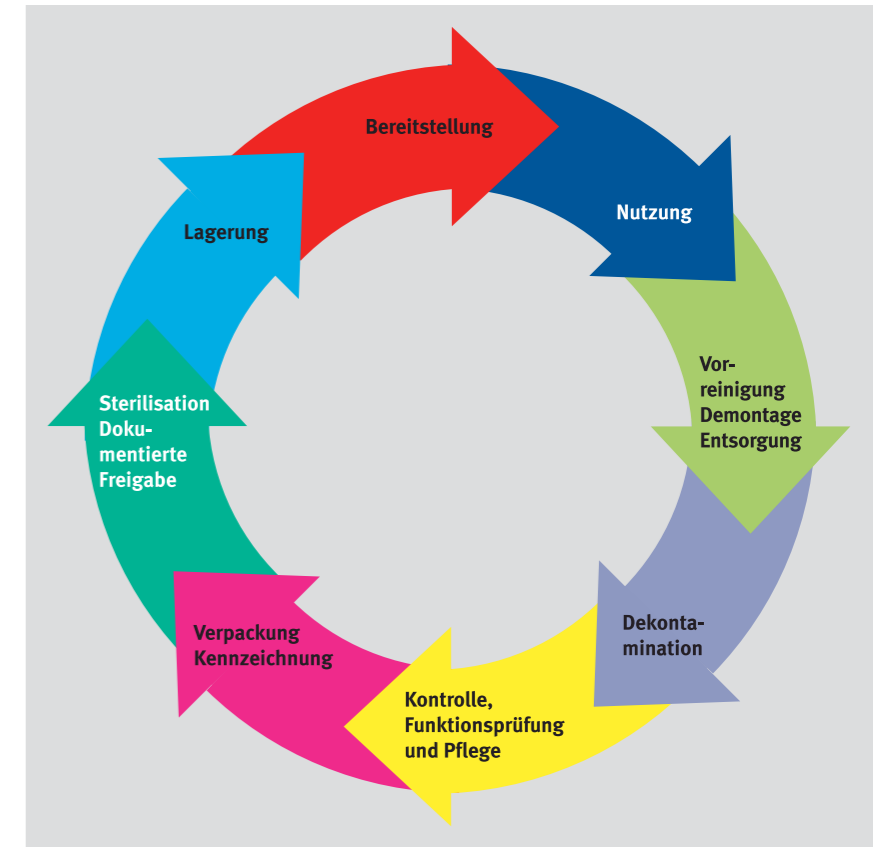 Bereitstellung
Nutzung
Vor-
reinigung
Demontage
Entsorgung
Dekonta-
mination
Kontrolle,
Funktionsprüfung
und Pflege
Verpackung
Kennzeichnung
Sterilisation
Doku-
mentierte
Freigabe
Lagerung